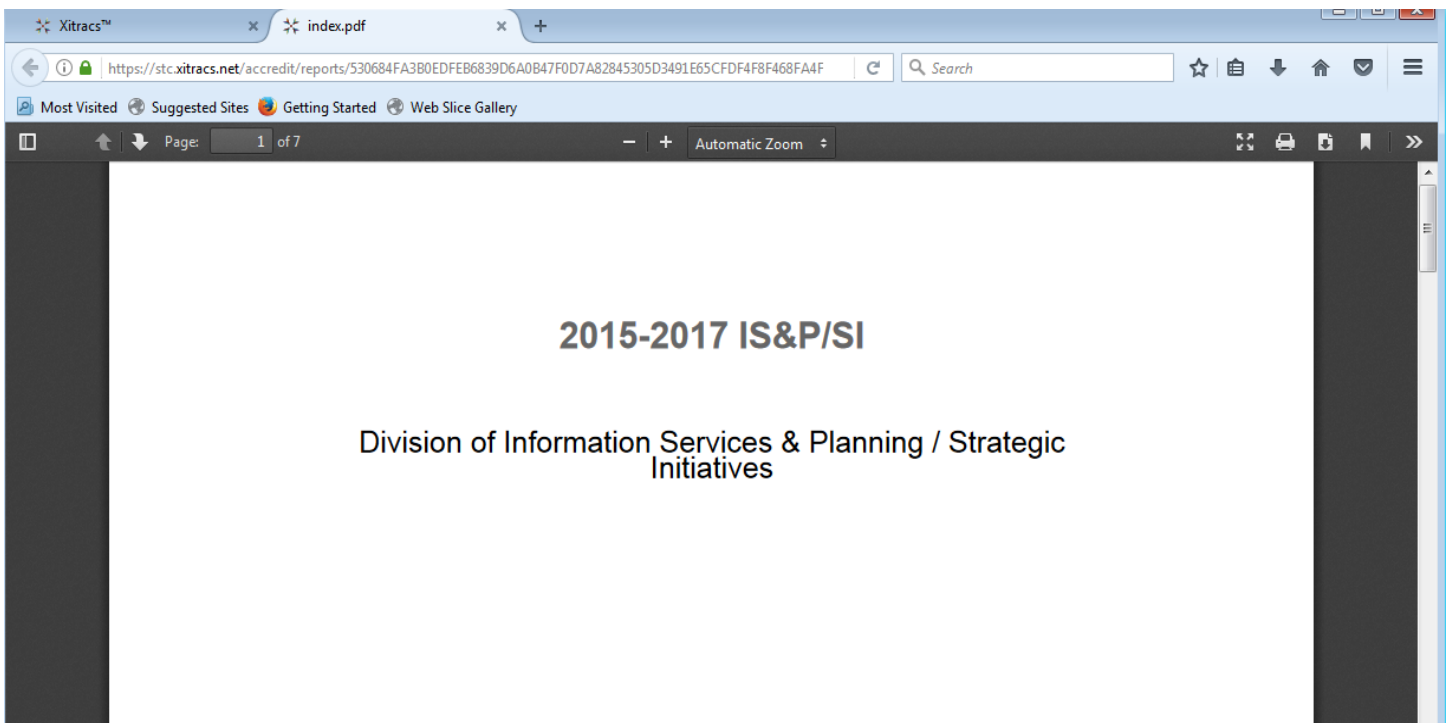 Xitracs™
index.pdf
https://stc.xitracs.net/accredit/reports/530684FA3B0EDFEB6839D6A0B47F0D7A82845305D3491E65CFDF4F8F468FA4F
Search
Most Visited Suggested Sites Getting Started Web Slice Gallery
Page: 1 of 7
Automatic Zoom
2015-2017 IS&P/SI
Division of Information Services & Planning / Strategic
Initiatives